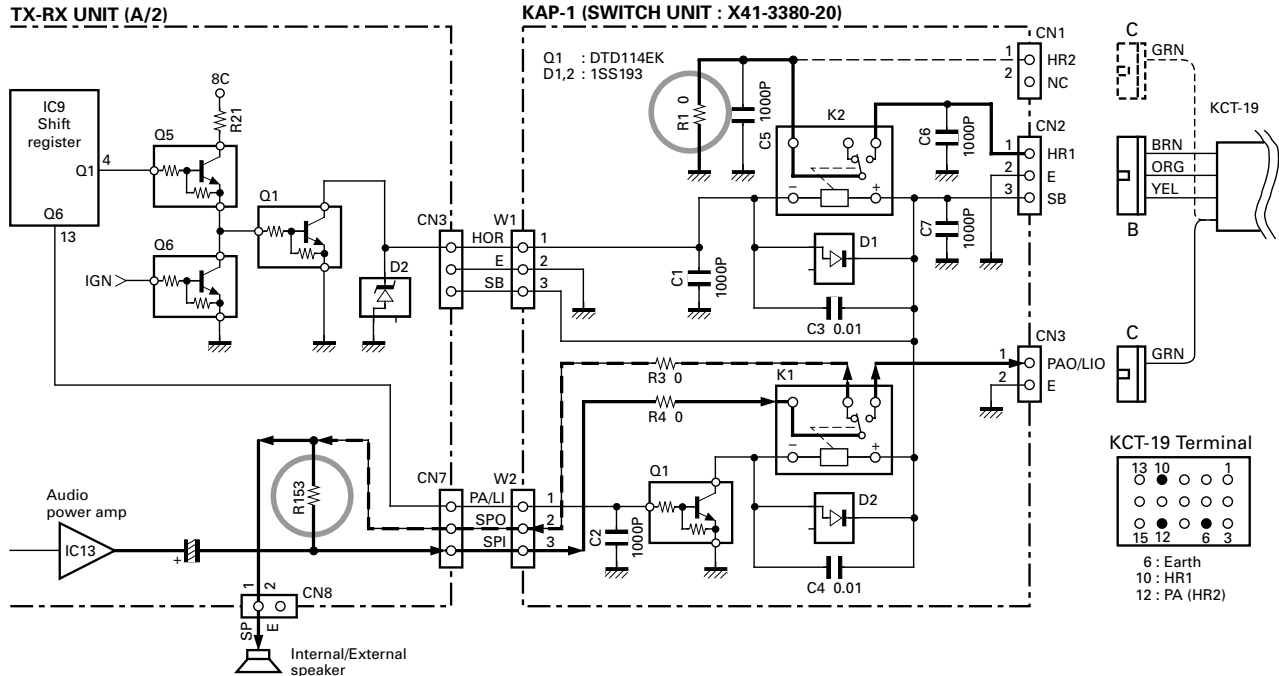 TX-RX UNIT (A/2)
KAP-1 (SWITCH UNIT : X41-3380-20)
Q1 : DTD114EK
D1,2 : 1SS193
IC9
Shift
register
Q1
4
Q6
13
8C
R21
Q5
Q6
IGN
Q1
D2
CN3
HOR
E
SB
W1
1
2
3
R1 0
1000P
C5
K2
C6
1000P
CN1
1
HR2
2
NC
CN2
1
HR1
2
E
3
SB
C7
1000P
– +
D1
C1
1000P
C3 0.01
C
GRN
KCT-19
BRN
ORG
YEL
B
CN3
1
PAO/LIO
2
E
C
GRN
R3 0
R4 0
K1
– +
Q1
D2
C2
1000P
C4 0.01
CN7
PA/LI
SPO
SPI
W2
1
2
3
R153
Audio
power amp
IC13
+
1
2
CN8
SP
E
Internal/External
speaker
KCT-19 Terminal
13 10 1
15 12 6 3
6 : Earth
10 : HR1
12 : PA (HR2)